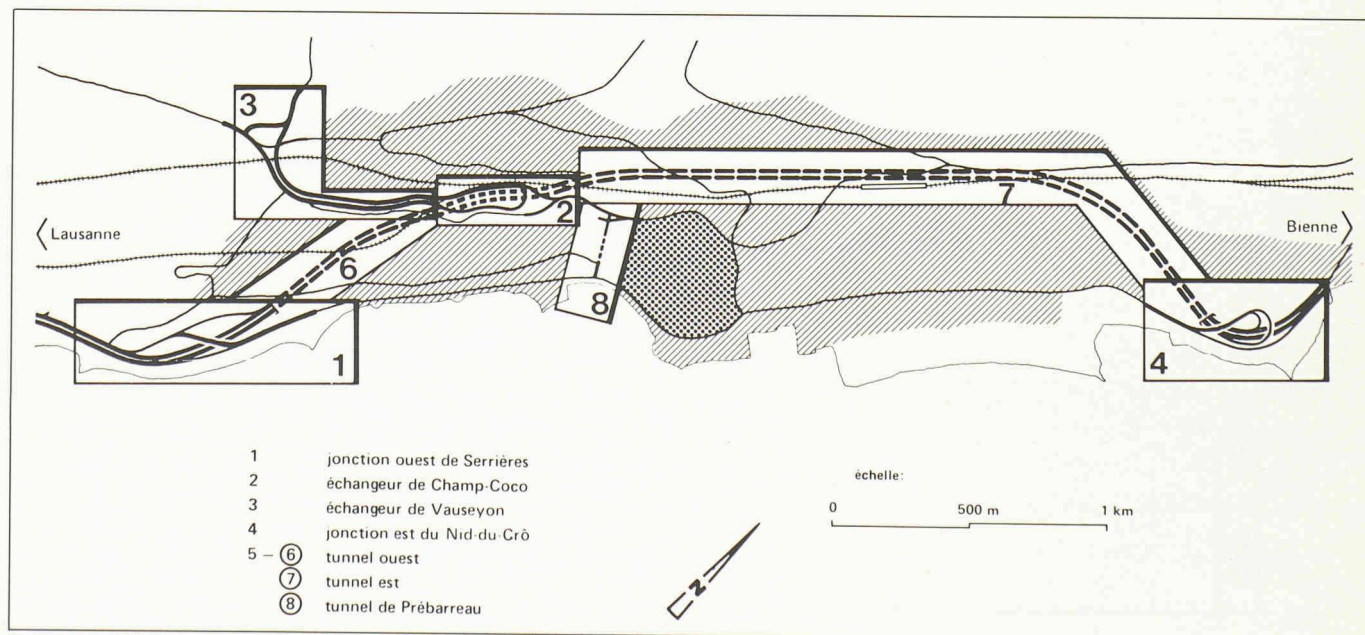 3
2
7
Lausanne
Bienne
6
8
1
4
1 jonction ouest de Serrières
2 échangeur de Champ-Coco
3 échangeur de Vauseyon
4 jonction est du Nid-du-Crô
5 – ⑥ tunnel ouest
⑦ tunnel est
⑧ tunnel de Prébarreau
échelle:
0 500 m 1 km
N